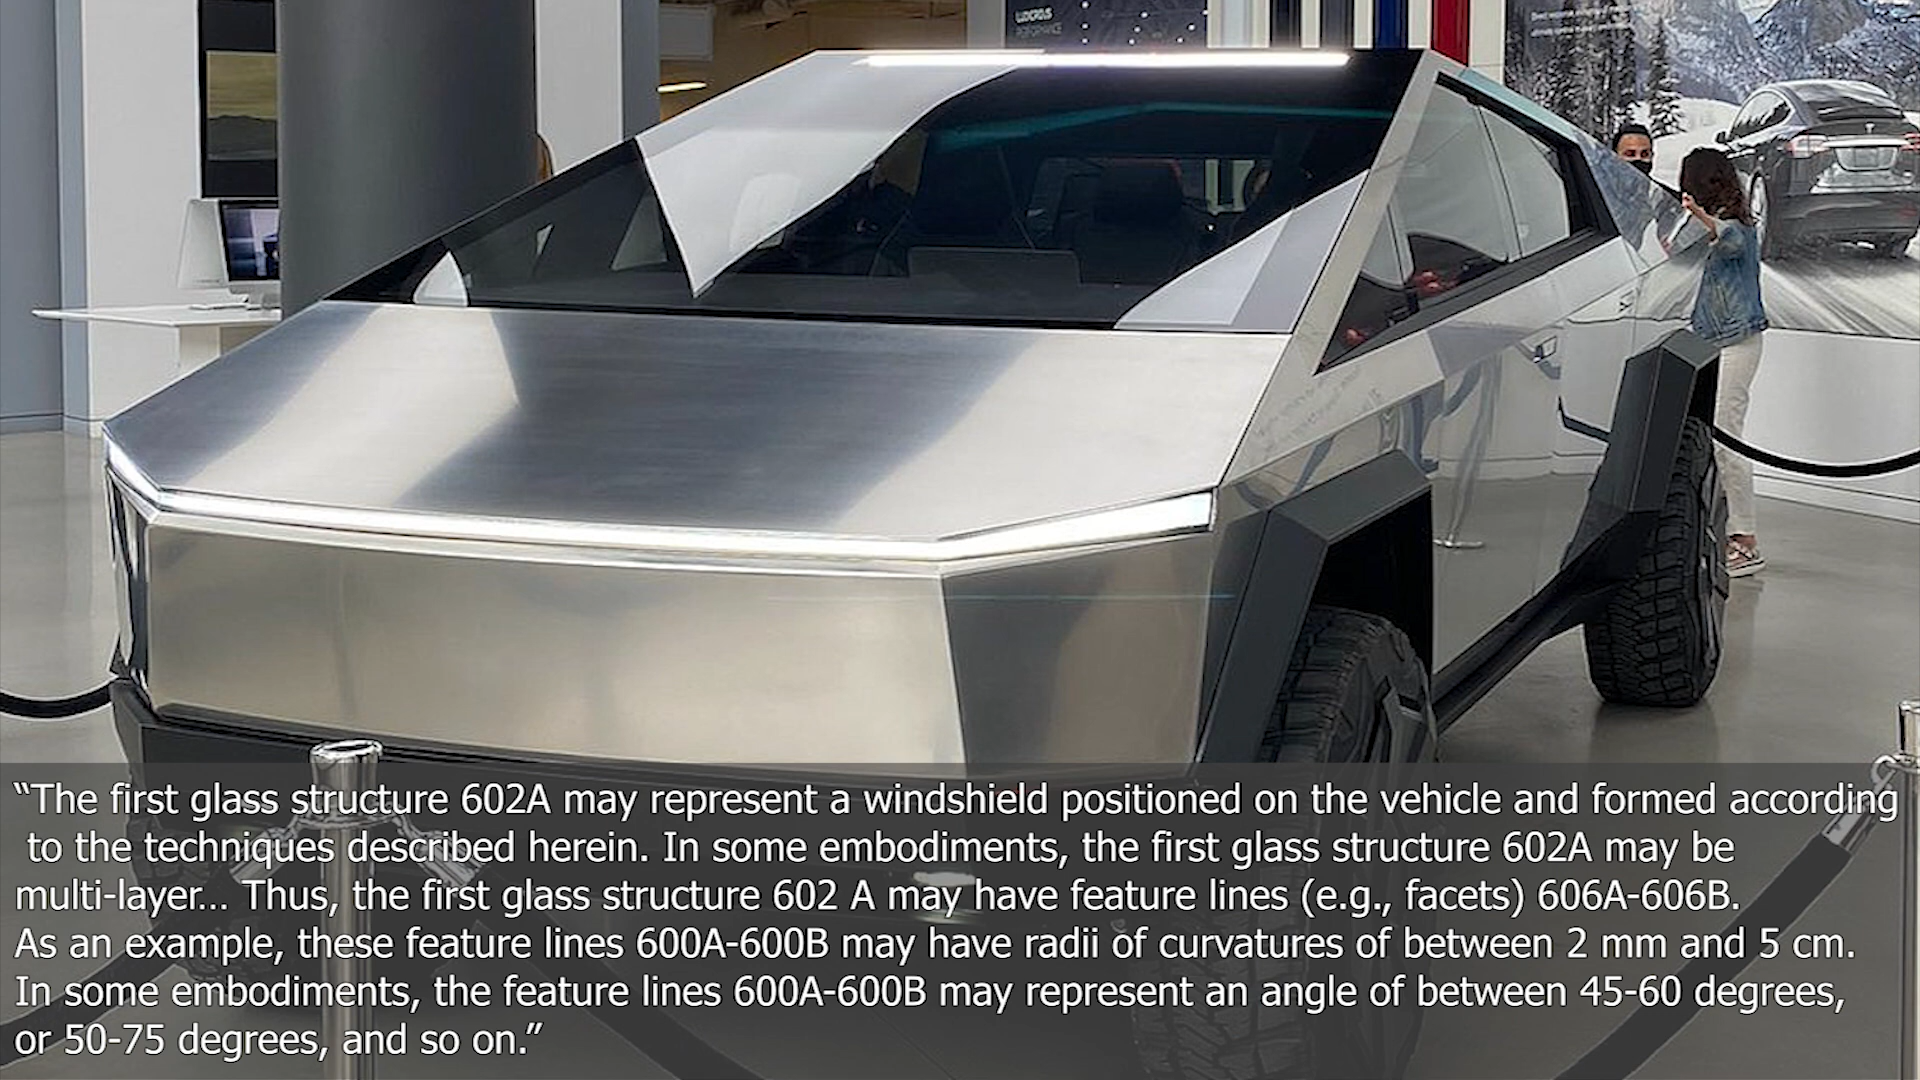 LUDICROUS
PERFORMANCE
“The first glass structure 602A may represent a windshield positioned on the vehicle and formed according
to the techniques described herein. In some embodiments, the first glass structure 602A may be
multi-layer... Thus, the first glass structure 602 A may have feature lines (e.g., facets) 606A-606B.
As an example, these feature lines 600A-600B may have radii of curvatures of between 2 mm and 5 cm.
In some embodiments, the feature lines 600A-600B may represent an angle of between 45-60 degrees,
or 50-75 degrees, and so on.”